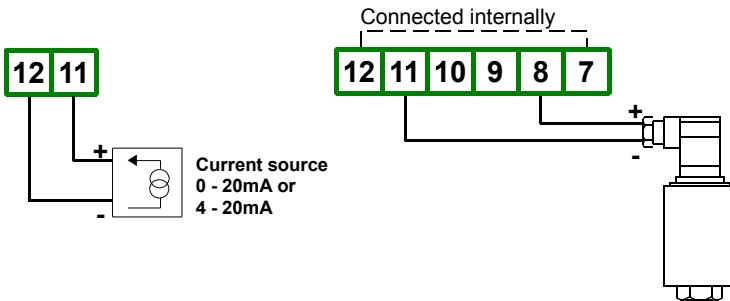 Connected internally
12 11
12 11 10 9 8 7
+
-
+
-
Current source
0 - 20mA or
4 - 20mA